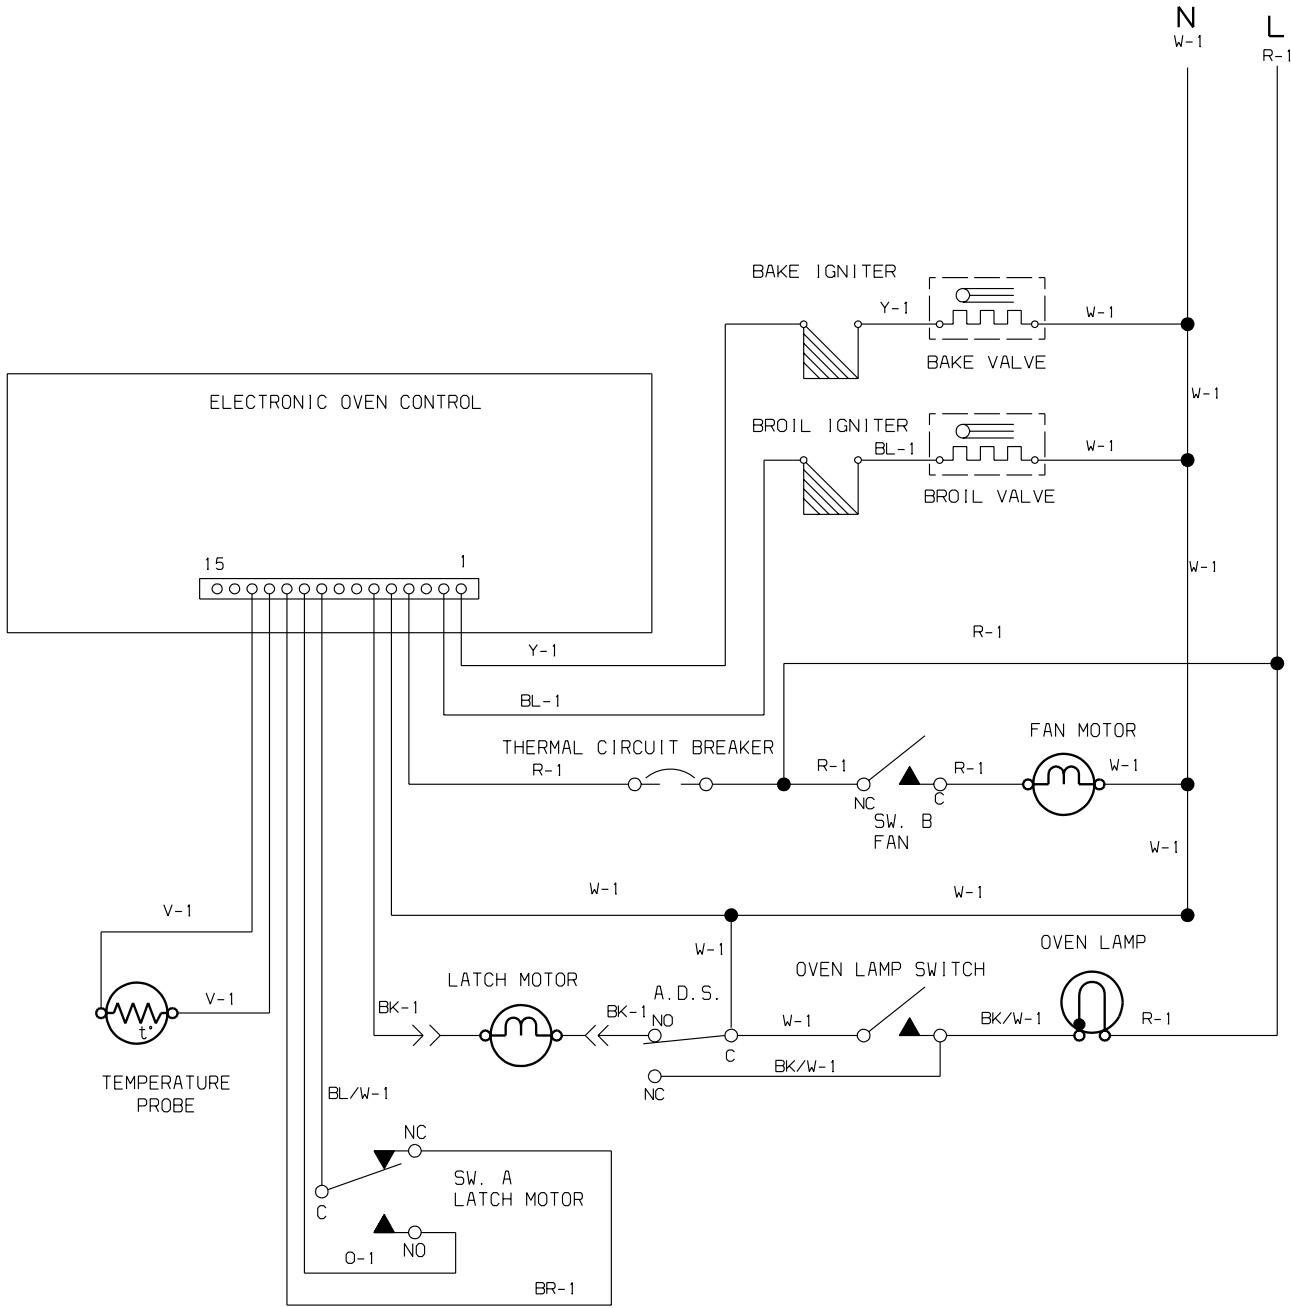 N
W-1
L
R-1
BAKE IGNITER
Y-1
W-1
BAKE VALVE
W-1
ELECTRONIC OVEN CONTROL
BROIL IGNITER
BL-1
W-1
BROIL VALVE
15
1
W-1
R-1
Y-1
BL-1
THERMAL CIRCUIT BREAKER
R-1
FAN MOTOR
R-1
R-1
W-1
NC
C
SW. B
FAN
W-1
W-1
W-1
V-1
W-1
OVEN LAMP
LATCH MOTOR
OVEN LAMP SWITCH
A.D.S.
V-1
BK-1
BK-1
NO
W-1
BK/W-1
R-1
t°
C
BK/W-1
NC
TEMPERATURE
PROBE
BL/W-1
NC
SW. A
LATCH MOTOR
C
NO
O-1
BR-1